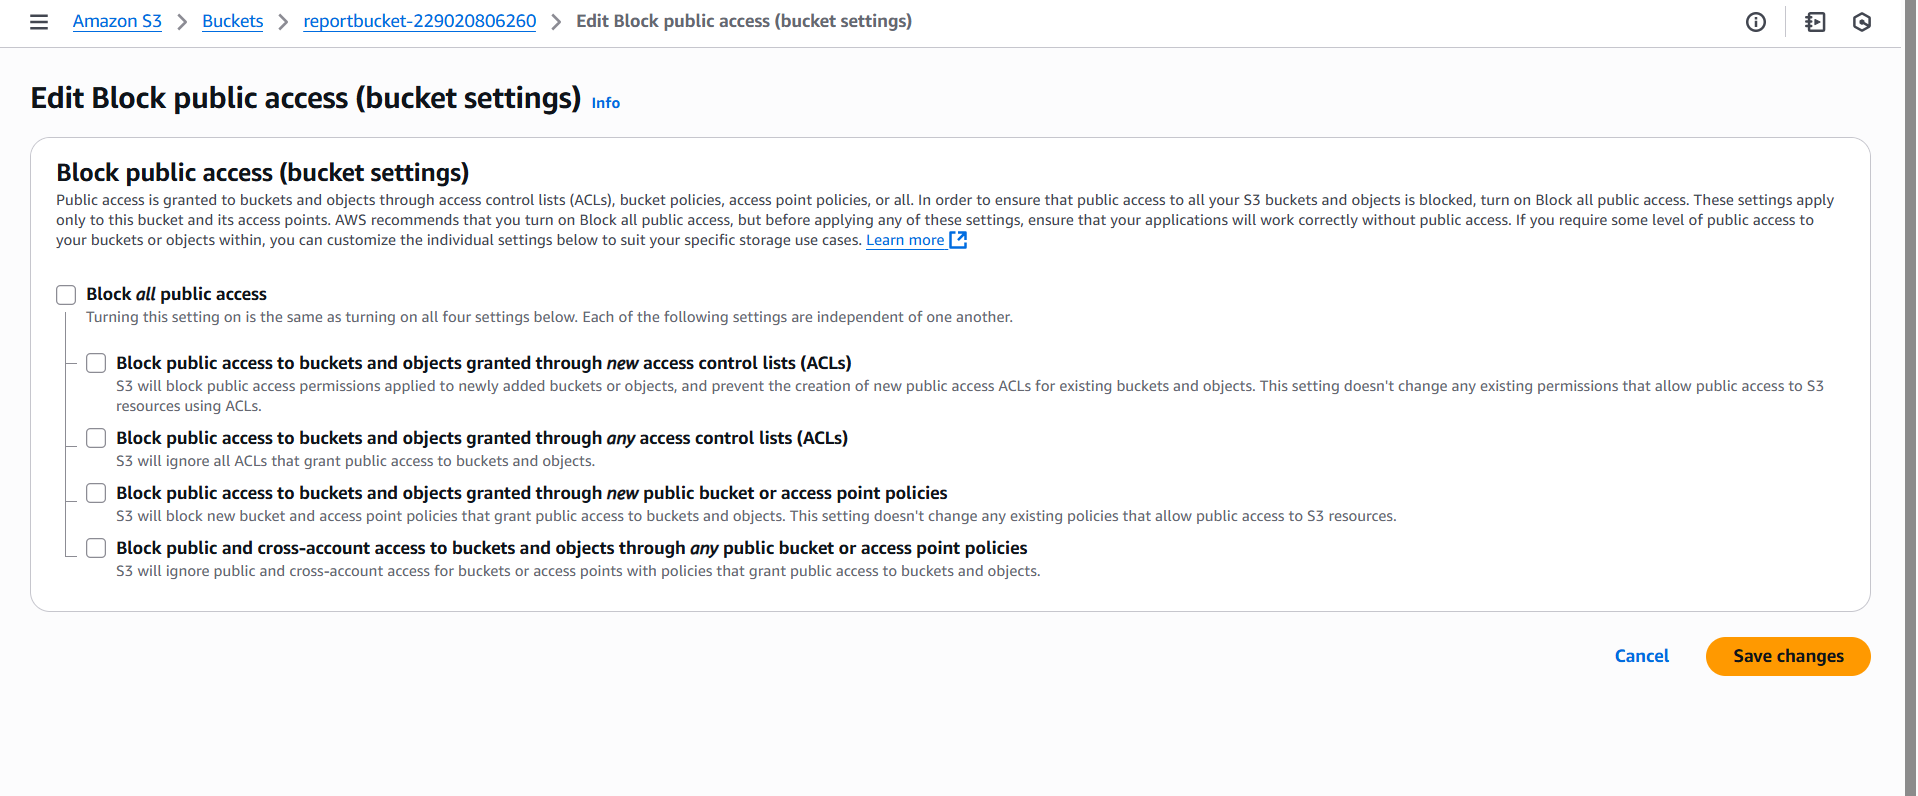 Amazon S3 > Buckets > reportbucket-229020806260 > Edit Block public access (bucket settings)
Edit Block public access (bucket settings) Info
Block public access (bucket settings)
Public access is granted to buckets and objects through access control lists (ACLs), bucket policies, access point policies, or all. In order to ensure that public access to all your S3 buckets and objects is blocked, turn on Block all public access. These settings apply
only to this bucket and its access points. AWS recommends that you turn on Block all public access, but before applying any of these settings, ensure that your applications will work correctly without public access. If you require some level of public access to
your buckets or objects within, you can customize the individual settings below to suit your specific storage use cases. Learn more
Block all public access
Turning this setting on is the same as turning on all four settings below. Each of the following settings are independent of one another.
Block public access to buckets and objects granted through new access control lists (ACLs)
S3 will block public access permissions applied to newly added buckets or objects, and prevent the creation of new public access ACLs for existing buckets and objects. This setting doesn't change any existing permissions that allow public access to S3
resources using ACLs.
Block public access to buckets and objects granted through any access control lists (ACLs)
S3 will ignore all ACLs that grant public access to buckets and objects.
Block public access to buckets and objects granted through new public bucket or access point policies
S3 will block new bucket and access point policies that grant public access to buckets and objects. This setting doesn't change any existing policies that allow public access to S3 resources.
Block public and cross-account access to buckets and objects through any public bucket or access point policies
S3 will ignore public and cross-account access for buckets or access points with policies that grant public access to buckets and objects.
Cancel Save changes